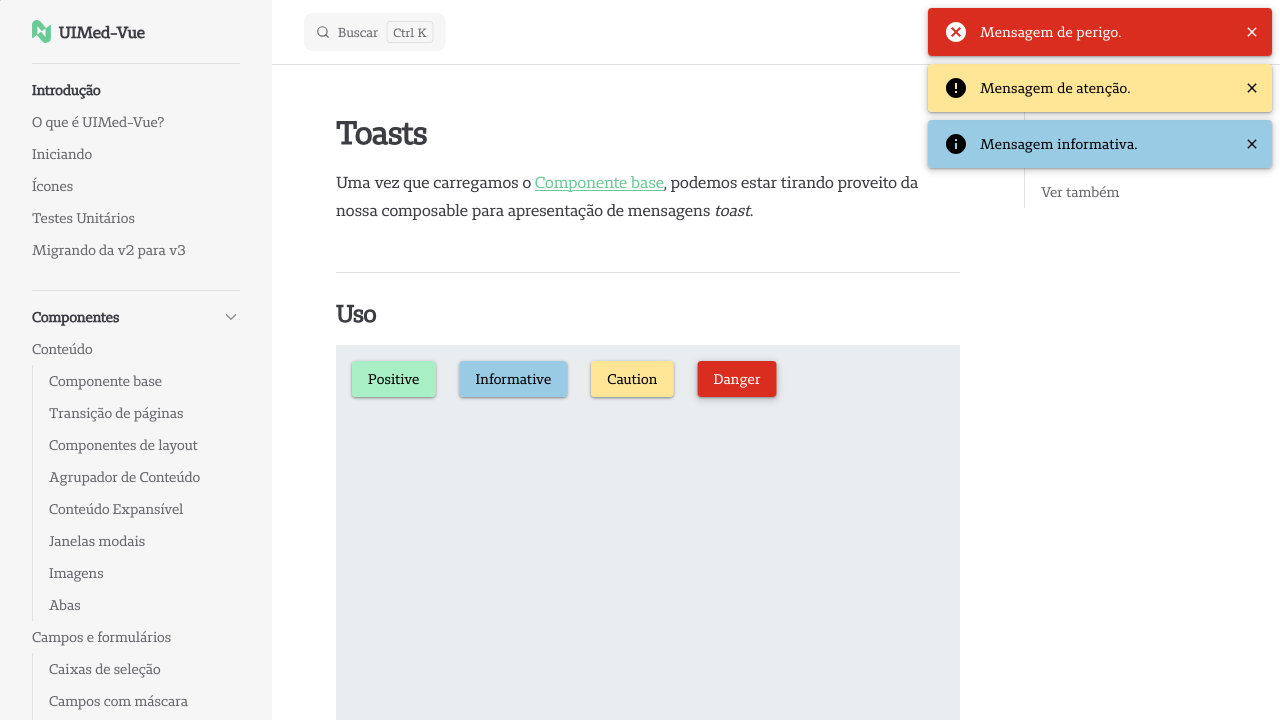 UIMed-Vue
Introdução
O que é UIMed-Vue?
Iniciando
Ícones
Testes Unitários
Migrando da v2 para v3
Componentes
Conteúdo
Componente base
Transição de páginas
Componentes de layout
Agrupador de Conteúdo
Conteúdo Expansível
Janelas modais
Imagens
Abas
Campos e formulários
Caixas de seleção
Campos com máscara
Buscar Ctrl K
Toasts
Uma vez que carregamos o Componente base, podemos estar tirando proveito da
nossa composable para apresentação de mensagens toast.
Uso
Positive
Informative
Caution
Danger
Mensagem de perigo.
Mensagem de atenção.
Mensagem informativa.
Ver também